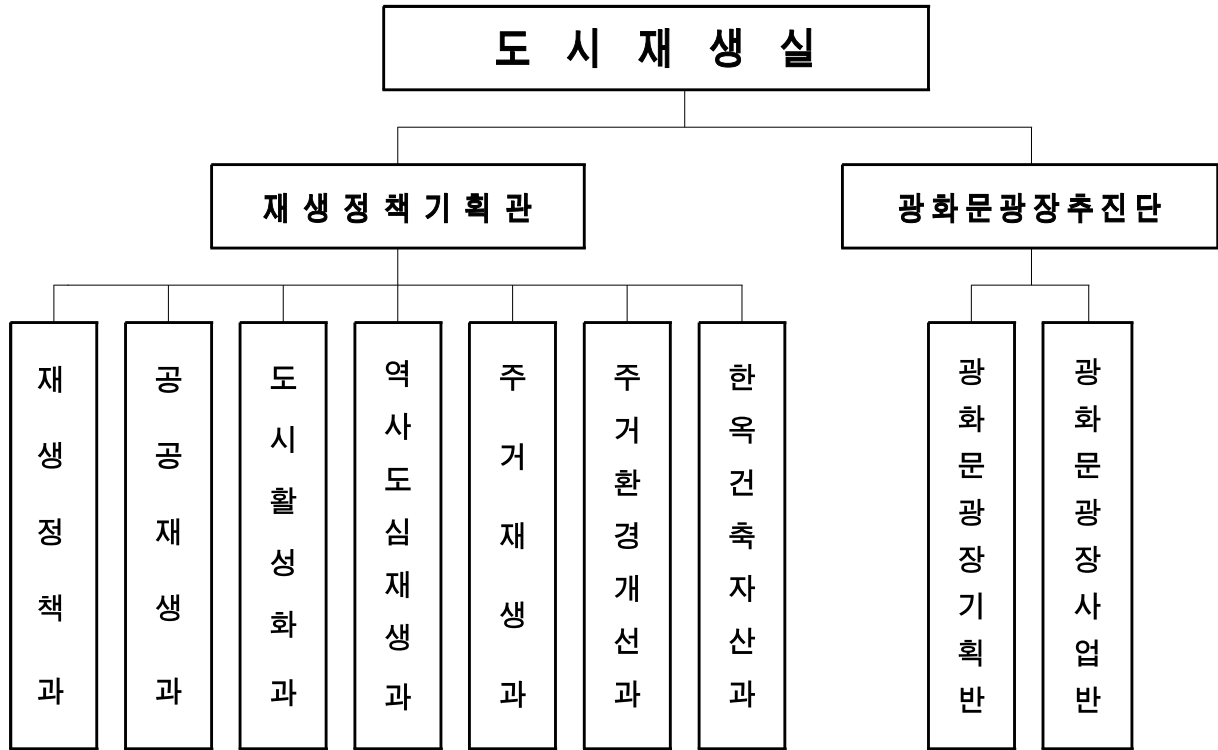 도시재생실
재생정책기획관
광화문광장추진단
재생정책과
공공재생과
도시활성화과
역사도심재생과
주거재생과
주거환경개선과
한옥건축자산과
광화문광장기획반
광화문광장사업반